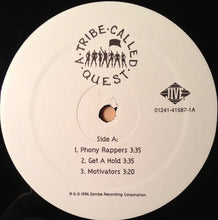 A·TRIBE·CALLED
QUEST.
JIVE
01241-41587-1A
Side A:
1. Phony Rappers 3:35
2. Get A Hold 3:35
3. Motivators 3:20
℗ © 1996 Zomba Recording Corporation